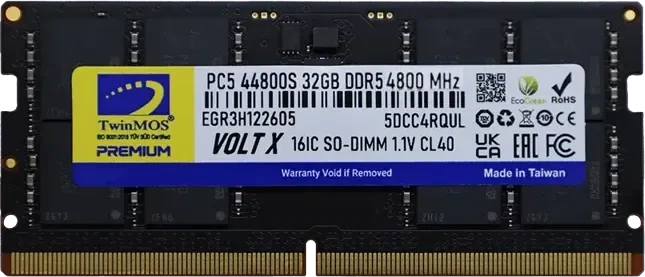 PC5 44800S 32GB DDR5 4800 MHz
EGR3H122605 5DCC4RQUL
VOLT X 16IC SO-DIMM 1.1V CL40
TwinMOS®
ISO 9001:2015 TÜV SÜD Certified
PREMIUM
EcoGreen
RoHS
UK CA EAC FC CE
Warranty Void if Removed
Made in Taiwan